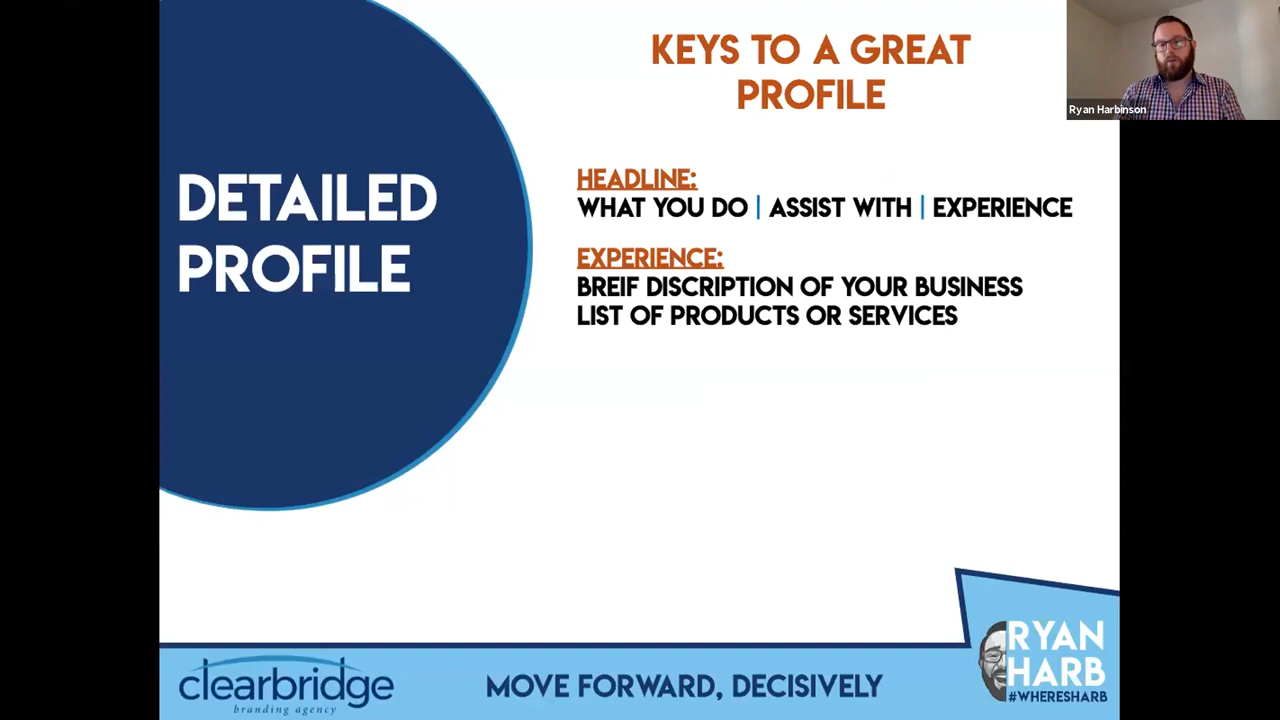 KEYS TO A GREAT
PROFILE
Ryan Harbinson
DETAILED
PROFILE
HEADLINE:
WHAT YOU DO | ASSIST WITH | EXPERIENCE
EXPERIENCE:
BREIF DISCRIPTION OF YOUR BUSINESS
LIST OF PRODUCTS OR SERVICES
clearbridge
branding agency
MOVE FORWARD, DECISIVELY
RYAN
HARB
#WHERESHARB